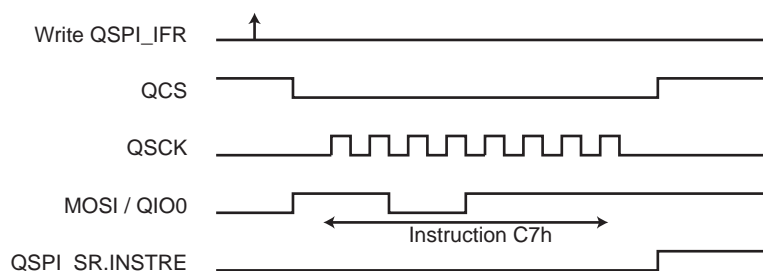 Write QSPI_IFR
QCS
QSCK
MOSI / QIO0
Instruction C7h
QSPI_SR.INSTRE